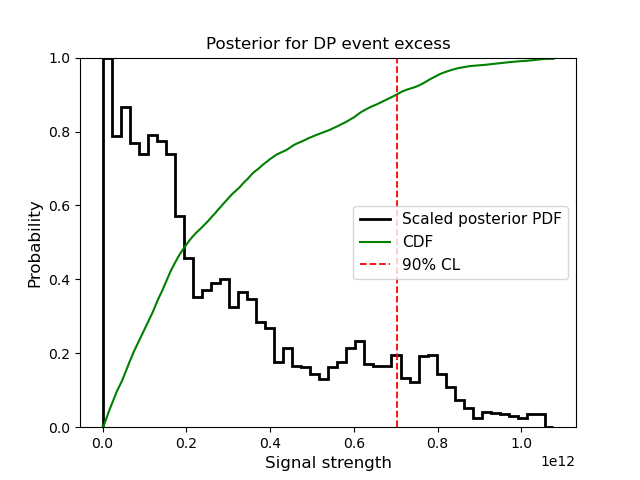 Posterior for DP event excess
1.0
0.8
0.6
0.4
0.2
0.0
Probability
Scaled posterior PDF
CDF
90% CL
0.0 0.2 0.4 0.6 0.8 1.0
1e12
Signal strength